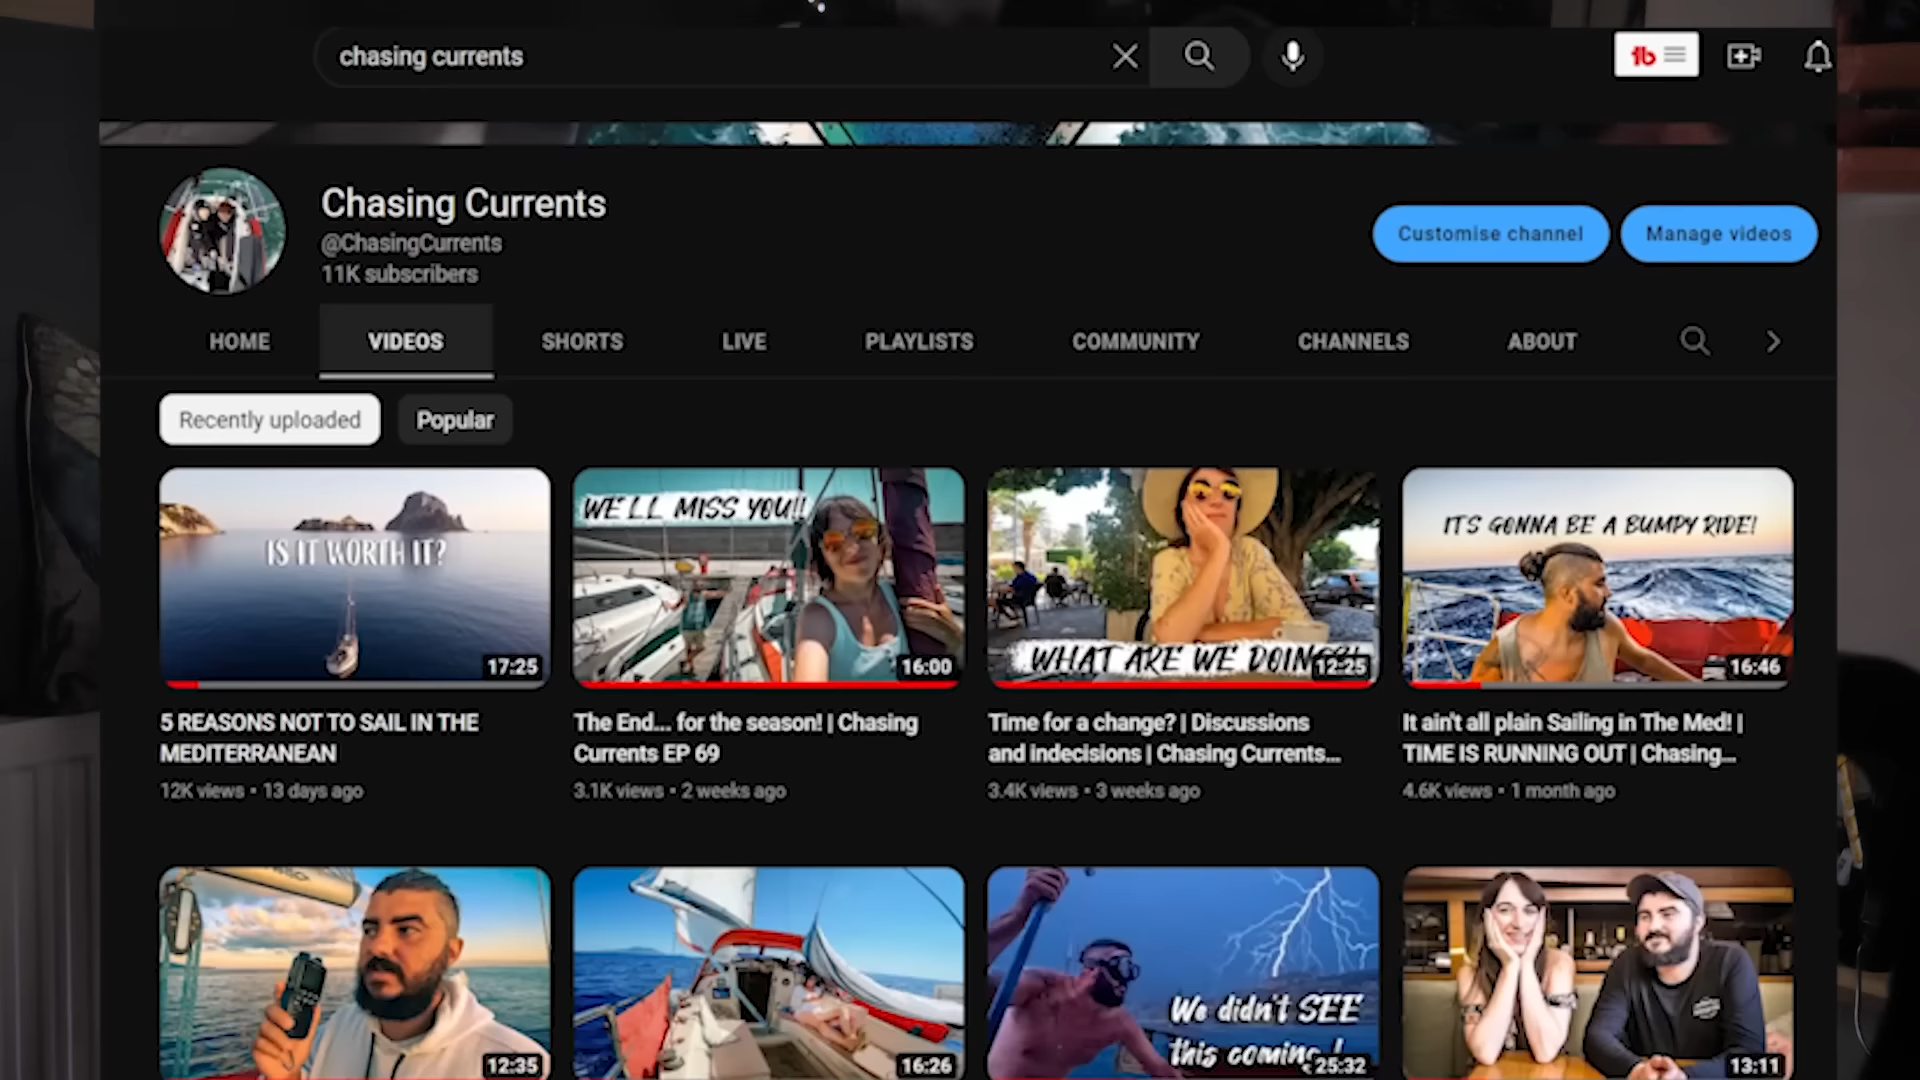 chasing currents
Chasing Currents
@ChasingCurrents
11K subscribers
Customise channel
Manage videos
HOME
VIDEOS
SHORTS
LIVE
PLAYLISTS
COMMUNITY
CHANNELS
ABOUT
Recently uploaded
Popular
IS IT WORTH IT?
17:25
WE'LL MISS YOU!!
16:00
WHAT ARE WE DOING?!
12:25
ITS GONNA BE A BUMPY RIDE!
16:46
5 REASONS NOT TO SAIL IN THE
MEDITERRANEAN
12K views • 13 days ago
The End... for the season! | Chasing
Currents EP 69
3.1K views • 2 weeks ago
Time for a change? | Discussions
and indecisions | Chasing Currents...
3.4K views • 3 weeks ago
It ain't all plain Sailing in The Med! |
TIME IS RUNNING OUT | Chasing...
4.6K views • 1 month ago
12:35
16:26
We didn't SEE
this coming!
25:32
13:11